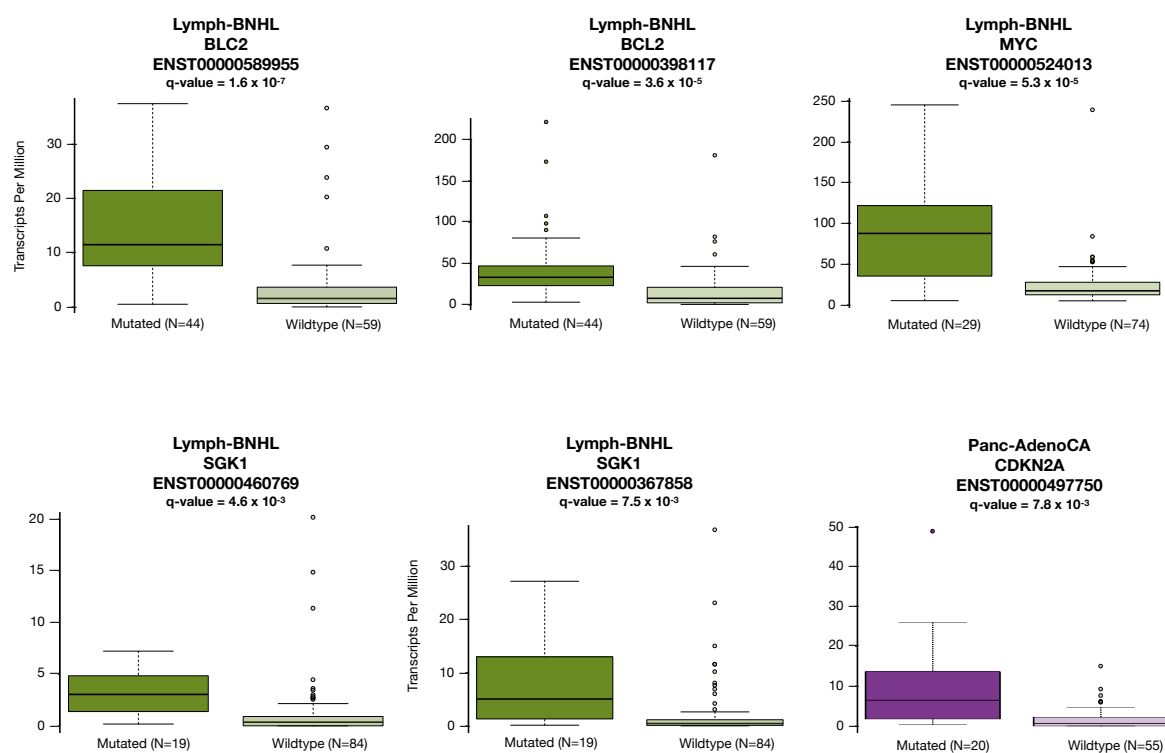 Lymph-BNHL
BLC2
ENST00000589955
q-value = 1.6 x 10-7
Transcripts Per Million
30
20
10
0
Mutated (N=44)
Wildtype (N=59)
Lymph-BNHL
BCL2
ENST00000398117
q-value = 3.6 x 10-5
200
150
100
50
0
Mutated (N=44)
Wildtype (N=59)
Lymph-BNHL
MYC
ENST00000524013
q-value = 5.3 x 10-5
250
200
150
100
50
0
Mutated (N=29)
Wildtype (N=74)
Lymph-BNHL
SGK1
ENST00000460769
q-value = 4.6 x 10-3
20
15
10
5
0
Mutated (N=19)
Wildtype (N=84)
Lymph-BNHL
SGK1
ENST00000367858
q-value = 7.5 x 10-3
Transcripts Per Million
30
20
10
0
Mutated (N=19)
Wildtype (N=84)
Panc-AdenoCA
CDKN2A
ENST00000497750
q-value = 7.8 x 10-3
50
40
30
20
10
0
Mutated (N=20)
Wildtype (N=55)